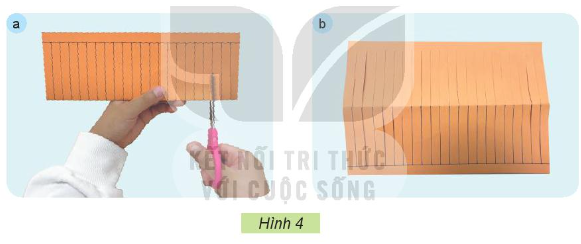 a
b
KẾT NỐI TRI THỨC
VỚI CUỘC SỐNG
Hình 4